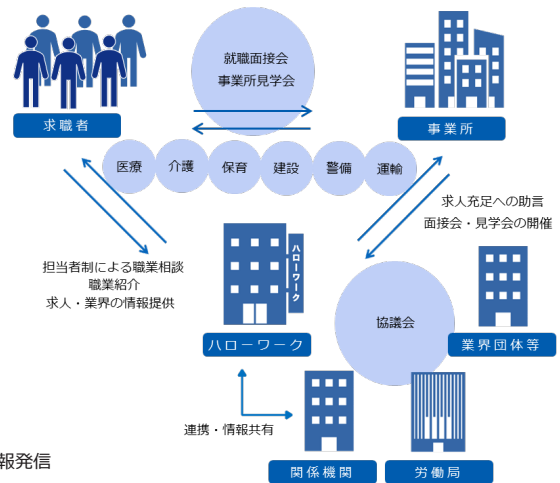 就職面接会
事業所見学会
求職者
事業所
医療
介護
保育
建設
警備
運輸
求人充足への助言
面接会・見学会の開催
担当者制による職業相談
職業紹介
求人・業界の情報提供
ハローワーク
ハローワーク
協議会
業界団体等
連携・情報共有
関係機関
労働局
報発信